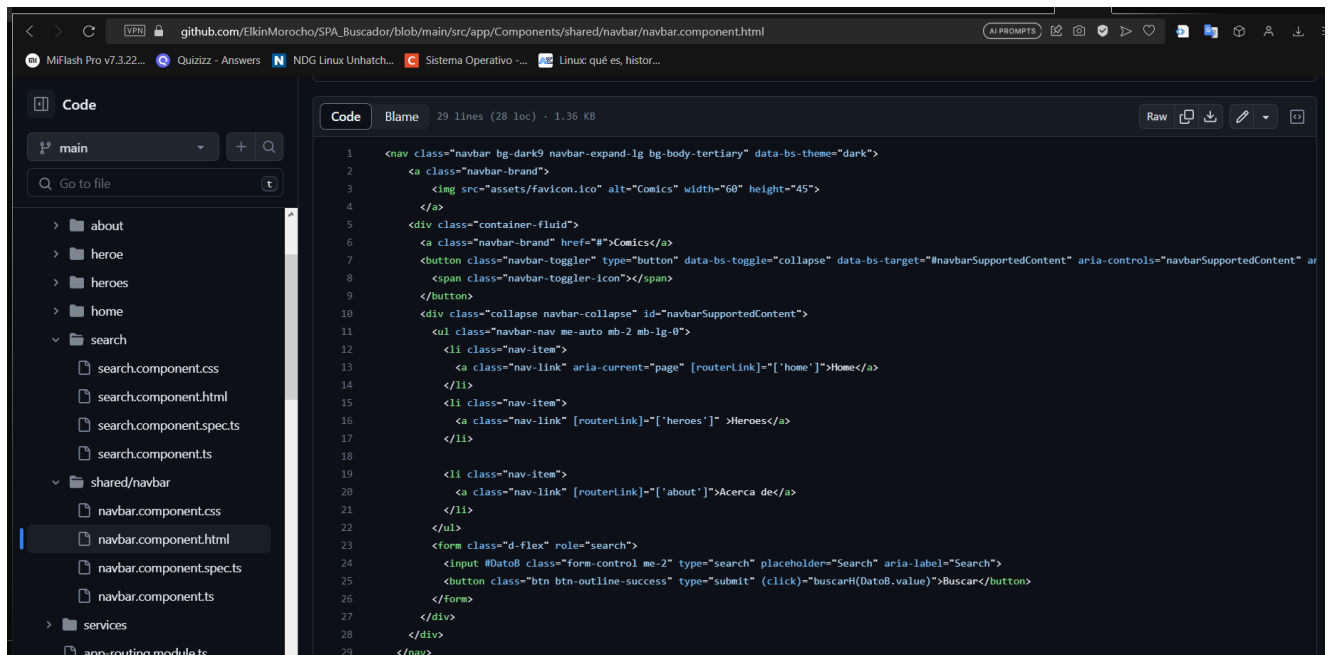 VPN github.com/ElkinMorocho/SPA_Buscador/blob/main/src/app/Components/shared/navbar/navbar.component.html AI PROMPTS
MiFlash Pro v7.3.22... Quizizz - Answers NDG Linux Unhatch... Sistema Operativo -... Linux: qué es, histor...
Code
main
Go to file t
about
heroe
heroes
home
search
search.component.css
search.component.html
search.component.spec.ts
search.component.ts
shared/navbar
navbar.component.css
navbar.component.html
navbar.component.spec.ts
navbar.component.ts
services
app-routing.module.ts
Code Blame 29 lines (28 loc) · 1.36 KB Raw
1 <nav class="navbar bg-dark9 navbar-expand-lg bg-body-tertiary" data-bs-theme="dark">
2 <a class="navbar-brand">
3 <img src="assets/favicon.ico" alt="Comics" width="60" height="45">
4 </a>
5 <div class="container-fluid">
6 <a class="navbar-brand" href="#">Comics</a>
7 <button class="navbar-toggler" type="button" data-bs-toggle="collapse" data-bs-target="#navbarSupportedContent" aria-controls="navbarSupportedContent" ar
8 <span class="navbar-toggler-icon"></span>
9 </button>
10 <div class="collapse navbar-collapse" id="navbarSupportedContent">
11 <ul class="navbar-nav me-auto mb-2 mb-lg-0">
12 <li class="nav-item">
13 <a class="nav-link" aria-current="page" [routerLink]="['home']">Home</a>
14 </li>
15 <li class="nav-item">
16 <a class="nav-link" [routerLink]="['heroes']" >Heroes</a>
17 </li>
18
19 <li class="nav-item">
20 <a class="nav-link" [routerLink]="['about']">Acerca de</a>
21 </li>
22 </ul>
23 <form class="d-flex" role="search">
24 <input #DatoB class="form-control me-2" type="search" placeholder="Search" aria-label="Search">
25 <button class="btn btn-outline-success" type="submit" (click)="buscarH(DatoB.value)">Buscar</button>
26 </form>
27 </div>
28 </div>
29 </nav>